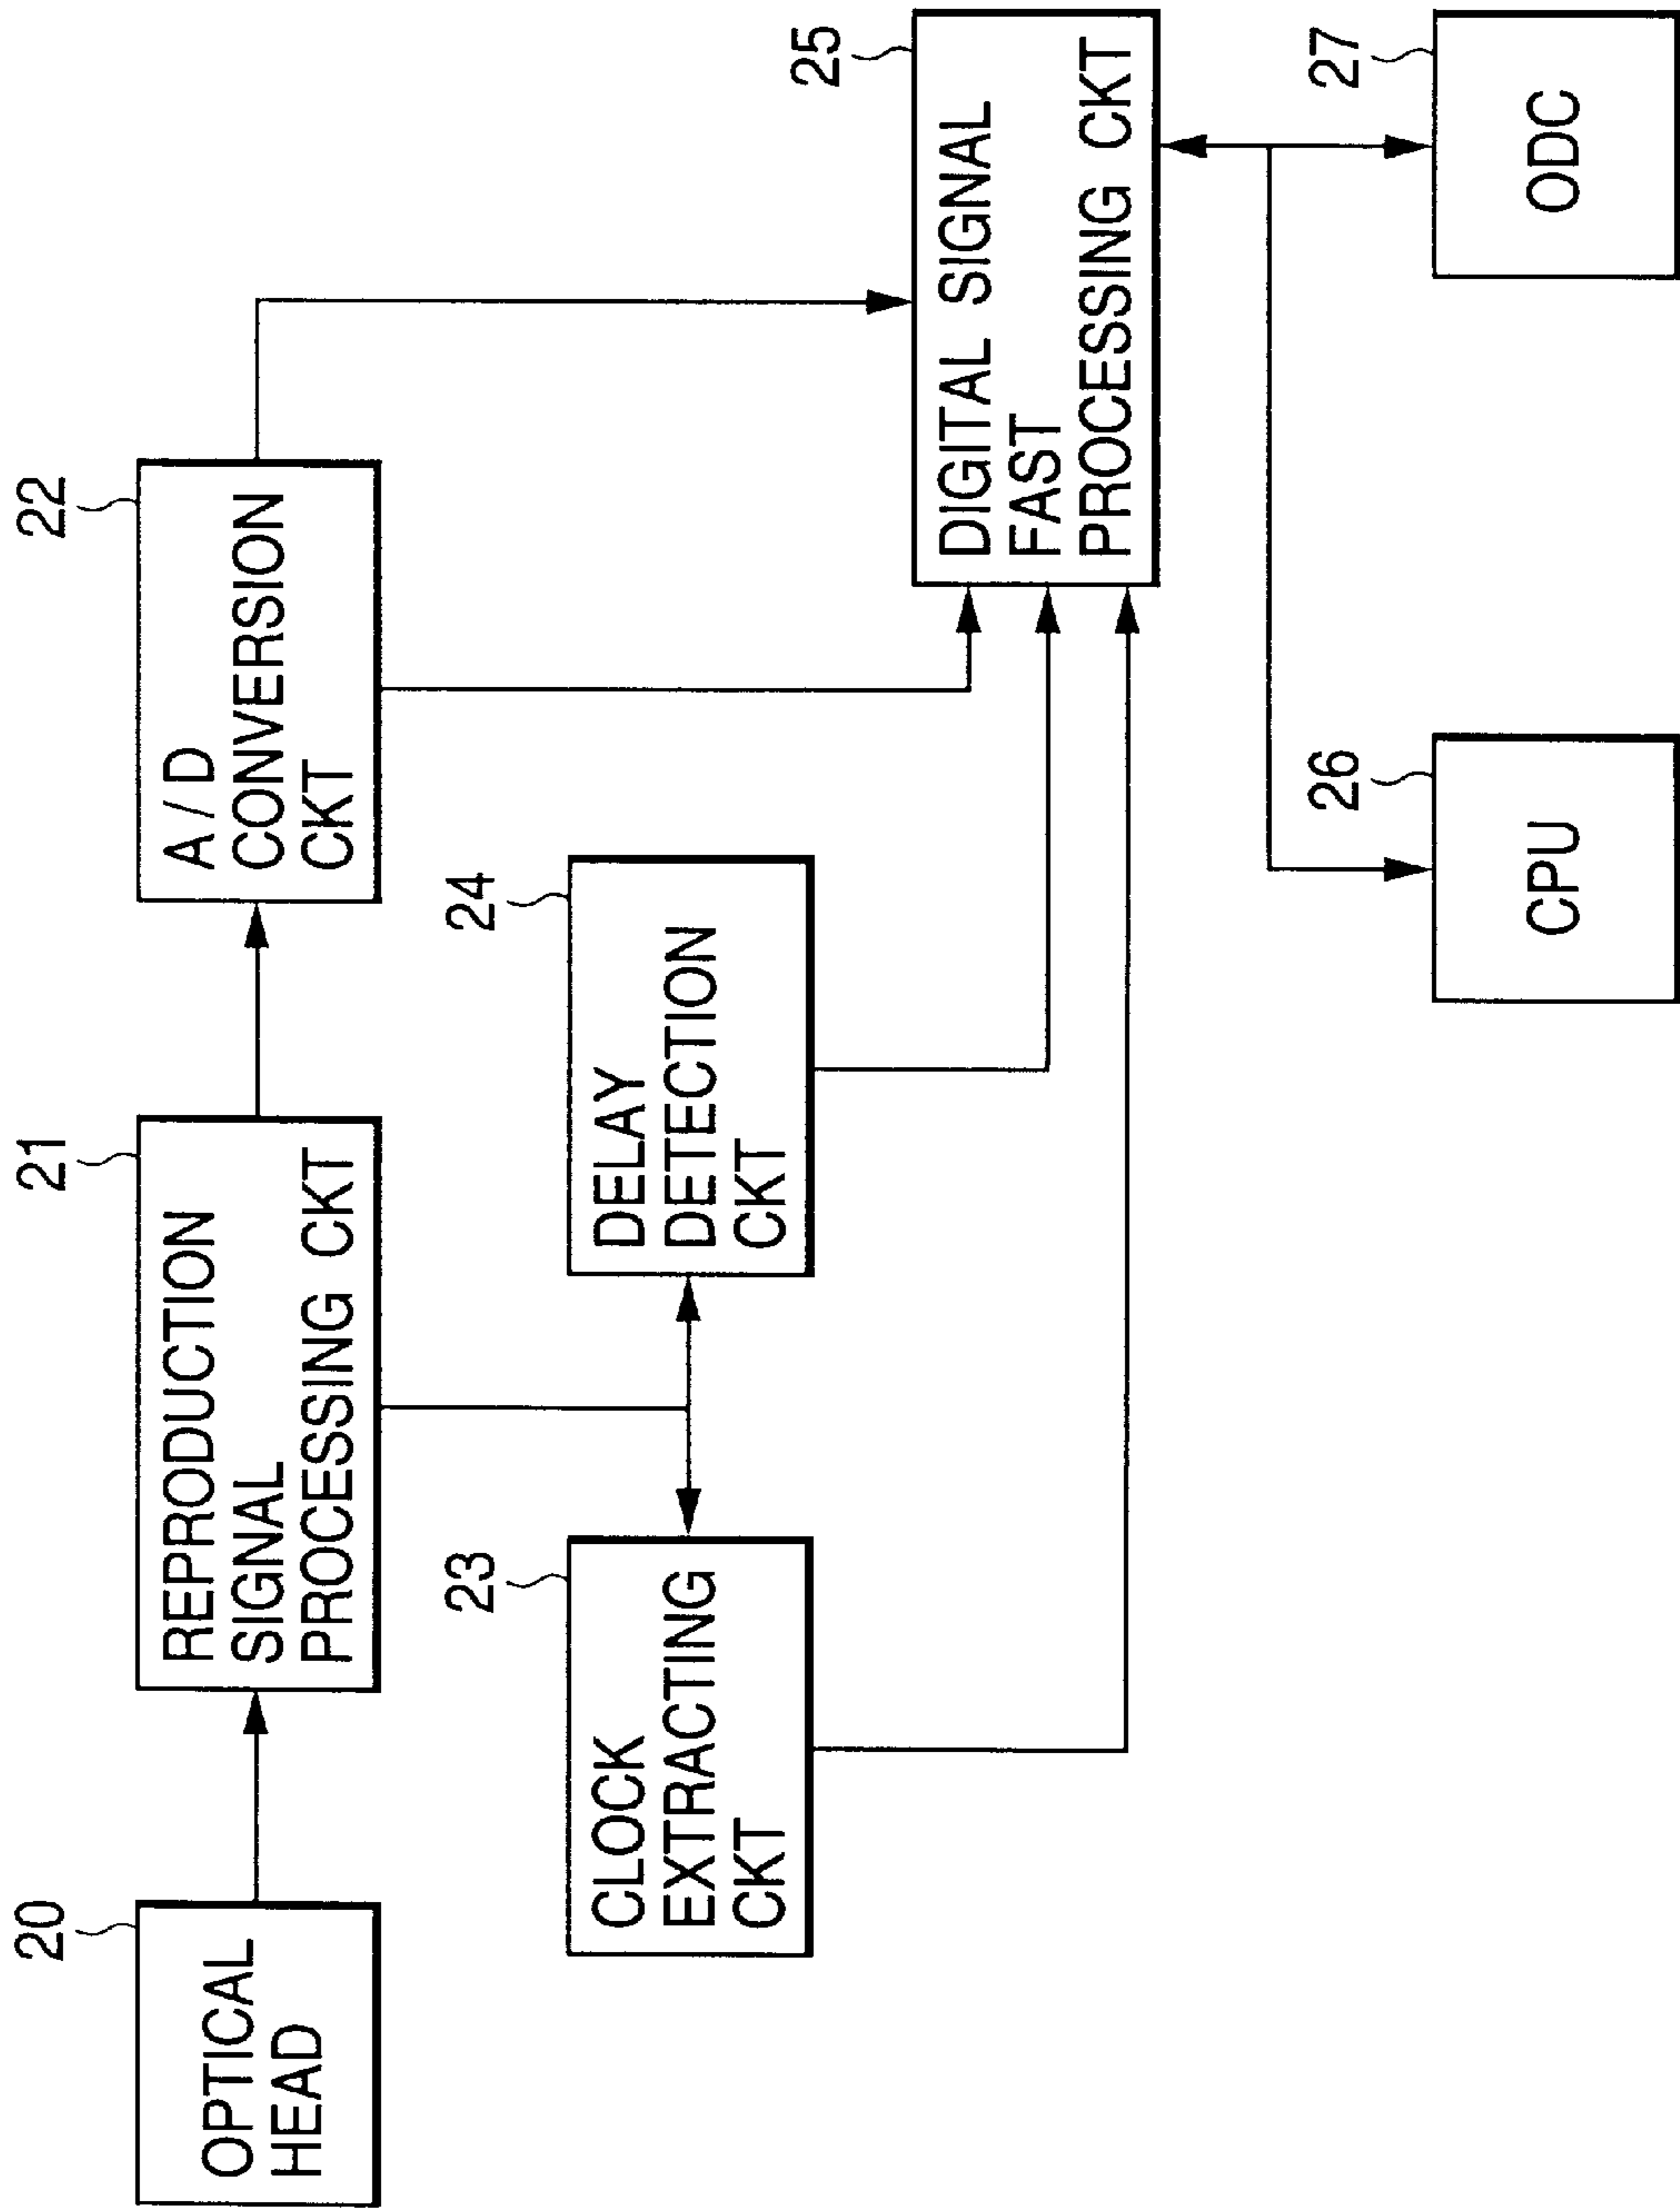 20
OPTICAL
HEAD
21
REPRODUCTION
SIGNAL
PROCESSING CKT
22
A/D
CONVERSION
CKT
23
CLOCK
EXTRACTING
CKT
24
DELAY
DETECTION
CKT
25
DIGITAL SIGNAL
FAST
PROCESSING CKT
26
CPU
27
ODC